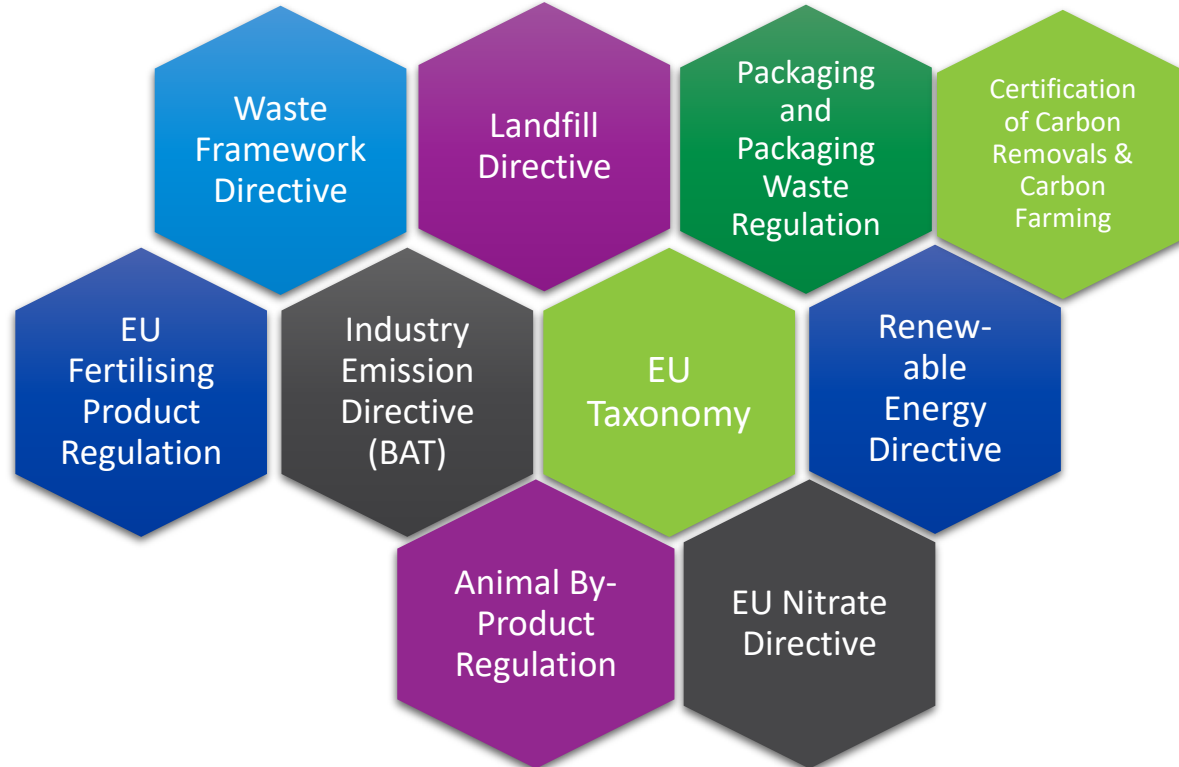 Waste
Framework
Directive
Landfill
Directive
Packaging
and
Packaging
Waste
Regulation
Certification
of Carbon
Removals &
Carbon
Farming
EU
Fertilising
Product
Regulation
Industry
Emission
Directive
(BAT)
EU
Taxonomy
Renew-
able
Energy
Directive
Animal By-
Product
Regulation
EU Nitrate
Directive